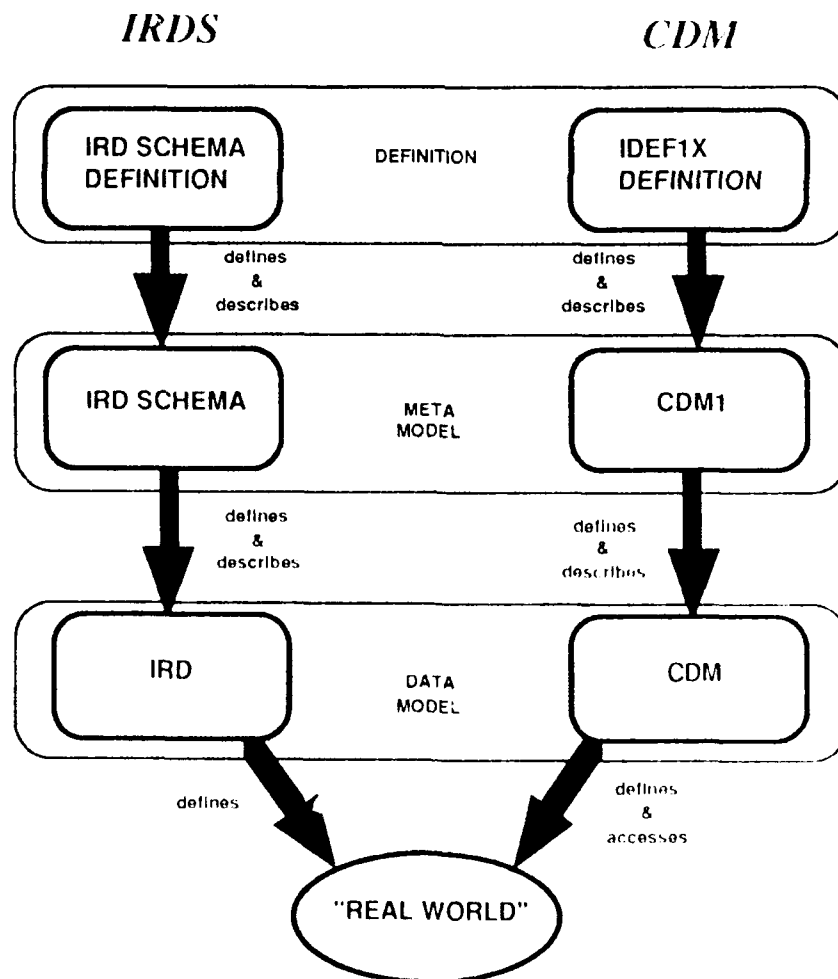 IRDS CDM
IRD SCHEMA
DEFINITION
DEFINITION
IDEF1X
DEFINITION
defines
&
describes
defines
&
describes
IRD SCHEMA
META
MODEL
CDM1
defines
&
describes
defines
&
describes
IRD
DATA
MODEL
CDM
defines
defines
&
accesses
"REAL WORLD"